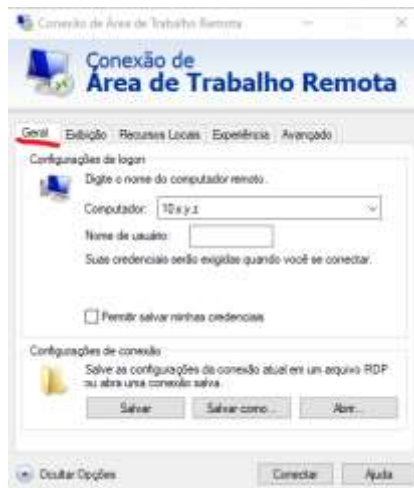 Conexão de Área de Trabalho Remota
Conexão de
Área de Trabalho Remota
Geral Exibição Recursos Locais Experiência Avançado
Configurações de logon
Digite o nome do computador remoto.
Computador: 10.x.y.z
Nome de usuário:
Suas credenciais serão exigidas quando você se conectar.
Permitir salvar minhas credenciais
Configurações de conexão
Salve as configurações da conexão atual em um arquivo RDP
ou abra uma conexão salva.
Salvar Salvar como... Abrir...
Ocultar Opções Conectar Ajuda